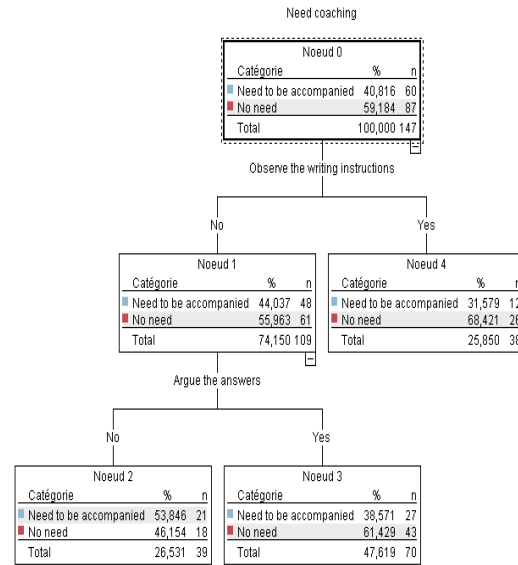 Need coaching
Noeud 0
Catégorie % n
Need to be accompanied 40,816 60
No need 59,184 87
Total 100,000 147
Observe the writing instructions
No Yes
Noeud 1
Catégorie % n
Need to be accompanied 44,037 48
No need 55,963 61
Total 74,150 109
Noeud 4
Catégorie % n
Need to be accompanied 31,579 12
No need 68,421 26
Total 25,850 38
Argue the answers
No Yes
Noeud 2
Catégorie % n
Need to be accompanied 53,846 21
No need 46,154 18
Total 26,531 39
Noeud 3
Catégorie % n
Need to be accompanied 38,571 27
No need 61,429 43
Total 47,619 70